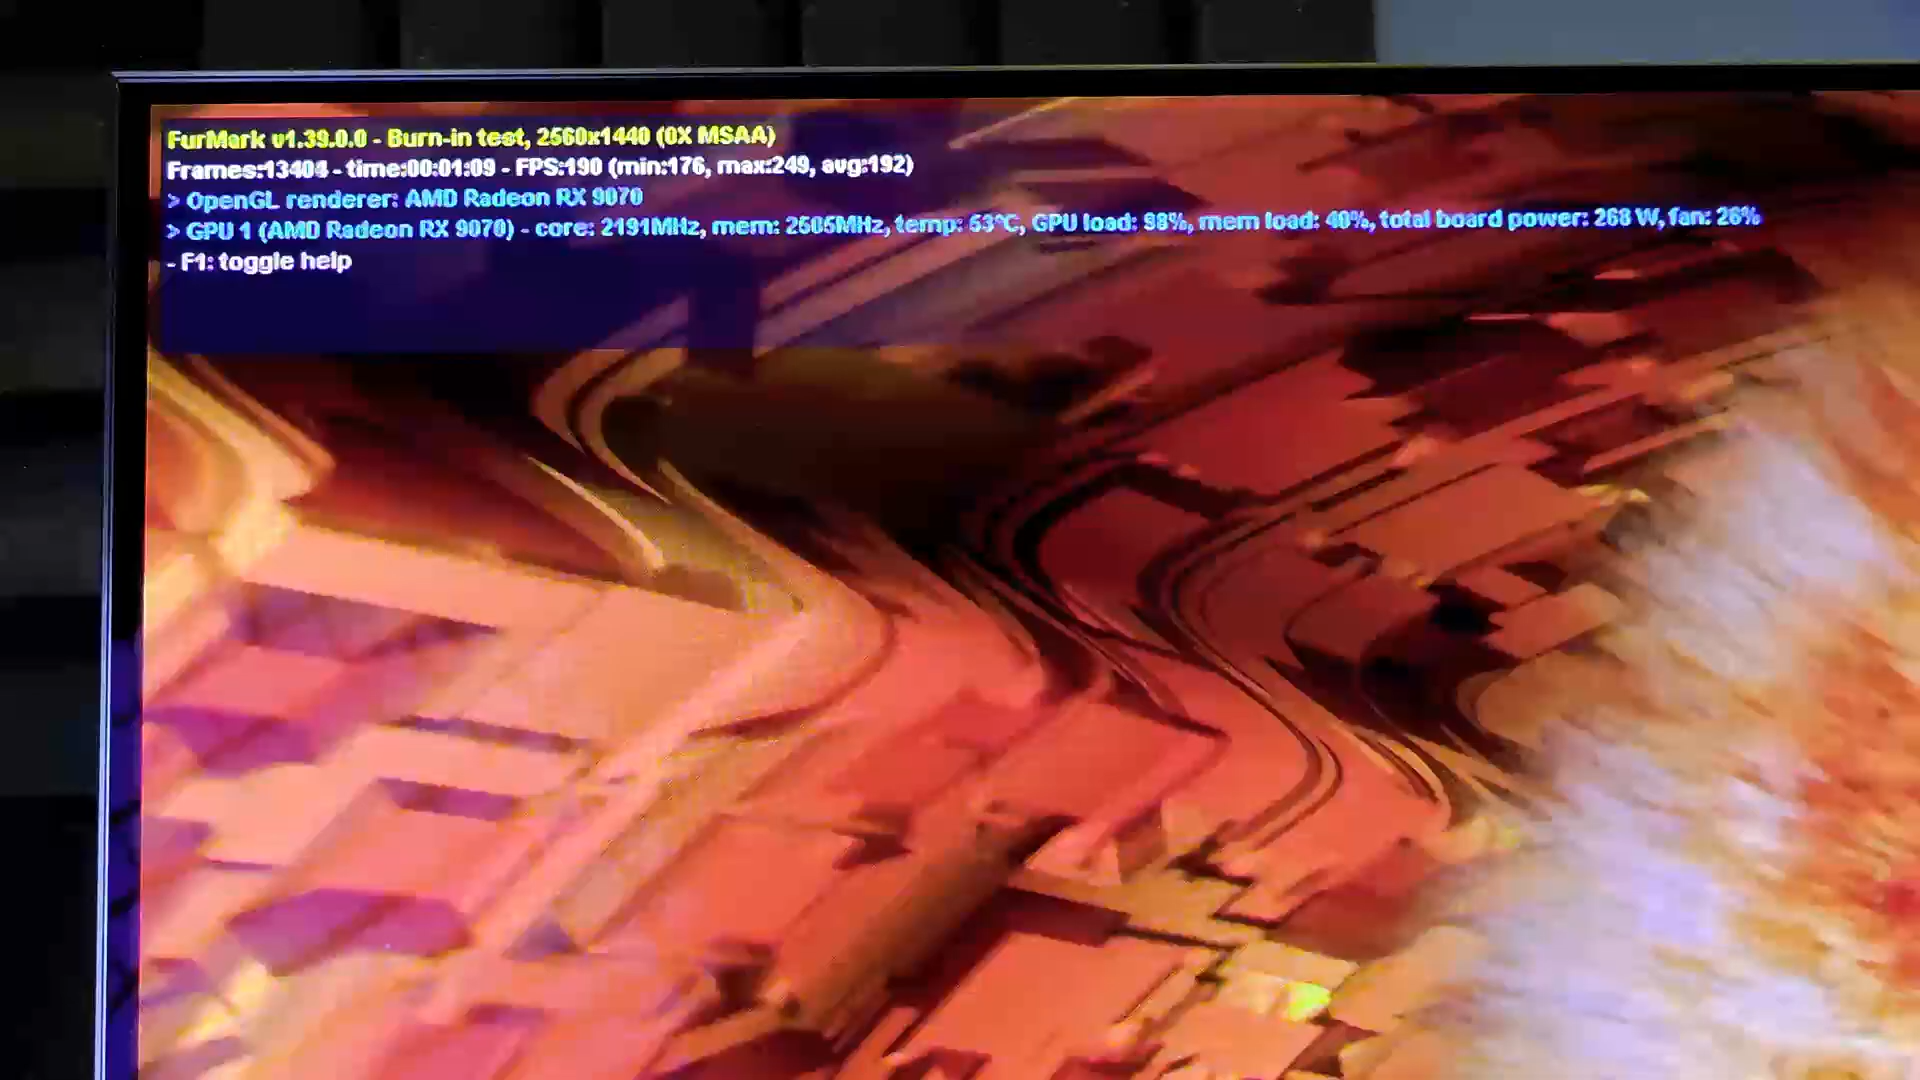 FurMark v1.39.0.0 - Burn-in test, 2560x1440 (0X MSAA)
Frames:13404 - time:00:01:09 - FPS:190 (min:176, max:249, avg:192)
> OpenGL renderer: AMD Radeon RX 9070
> GPU 1 (AMD Radeon RX 9070) - core: 2191MHz, mem: 2505MHz, temp: 53°C, GPU load: 98%, mem load: 40%, total board power: 268 W, fan: 26%
- F1: toggle help